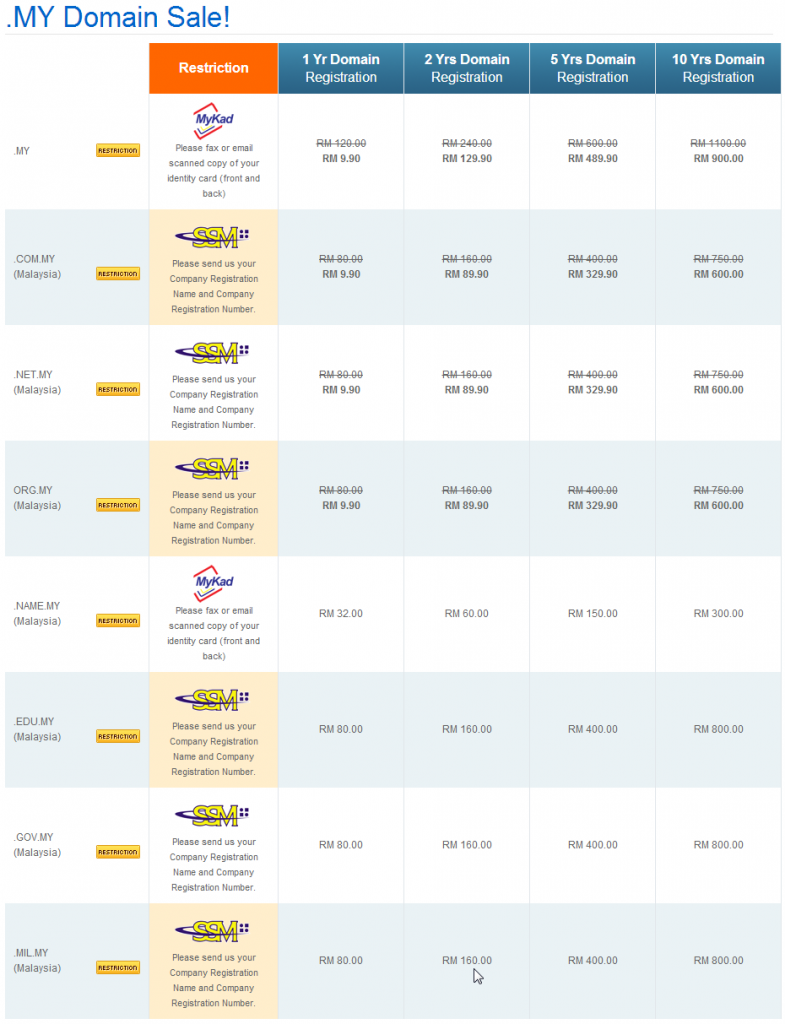 .MY Domain Sale!
Restriction
1 Yr Domain
Registration
2 Yrs Domain
Registration
5 Yrs Domain
Registration
10 Yrs Domain
Registration
.MY
RESTRICTION
MyKad
Please fax or email
scanned copy of your
identity card (front and
back)
RM 120.00
RM 9.90
RM 240.00
RM 129.90
RM 600.00
RM 489.90
RM 1100.00
RM 900.00
.COM.MY
(Malaysia)
RESTRICTION
SSM
Please send us your
Company Registration
Name and Company
Registration Number.
RM 80.00
RM 9.90
RM 160.00
RM 89.90
RM 400.00
RM 329.90
RM 750.00
RM 600.00
.NET.MY
(Malaysia)
RESTRICTION
SSM
Please send us your
Company Registration
Name and Company
Registration Number.
RM 80.00
RM 9.90
RM 160.00
RM 89.90
RM 400.00
RM 329.90
RM 750.00
RM 600.00
ORG.MY
(Malaysia)
RESTRICTION
SSM
Please send us your
Company Registration
Name and Company
Registration Number.
RM 80.00
RM 9.90
RM 160.00
RM 89.90
RM 400.00
RM 329.90
RM 750.00
RM 600.00
.NAME.MY
(Malaysia)
RESTRICTION
MyKad
Please fax or email
scanned copy of your
identity card (front and
back)
RM 32.00
RM 60.00
RM 150.00
RM 300.00
.EDU.MY
(Malaysia)
RESTRICTION
SSM
Please send us your
Company Registration
Name and Company
Registration Number.
RM 80.00
RM 160.00
RM 400.00
RM 800.00
.GOV.MY
(Malaysia)
RESTRICTION
SSM
Please send us your
Company Registration
Name and Company
Registration Number.
RM 80.00
RM 160.00
RM 400.00
RM 800.00
.MIL.MY
(Malaysia)
RESTRICTION
SSM
Please send us your
Company Registration
Name and Company
Registration Number.
RM 80.00
RM 160.00
RM 400.00
RM 800.00